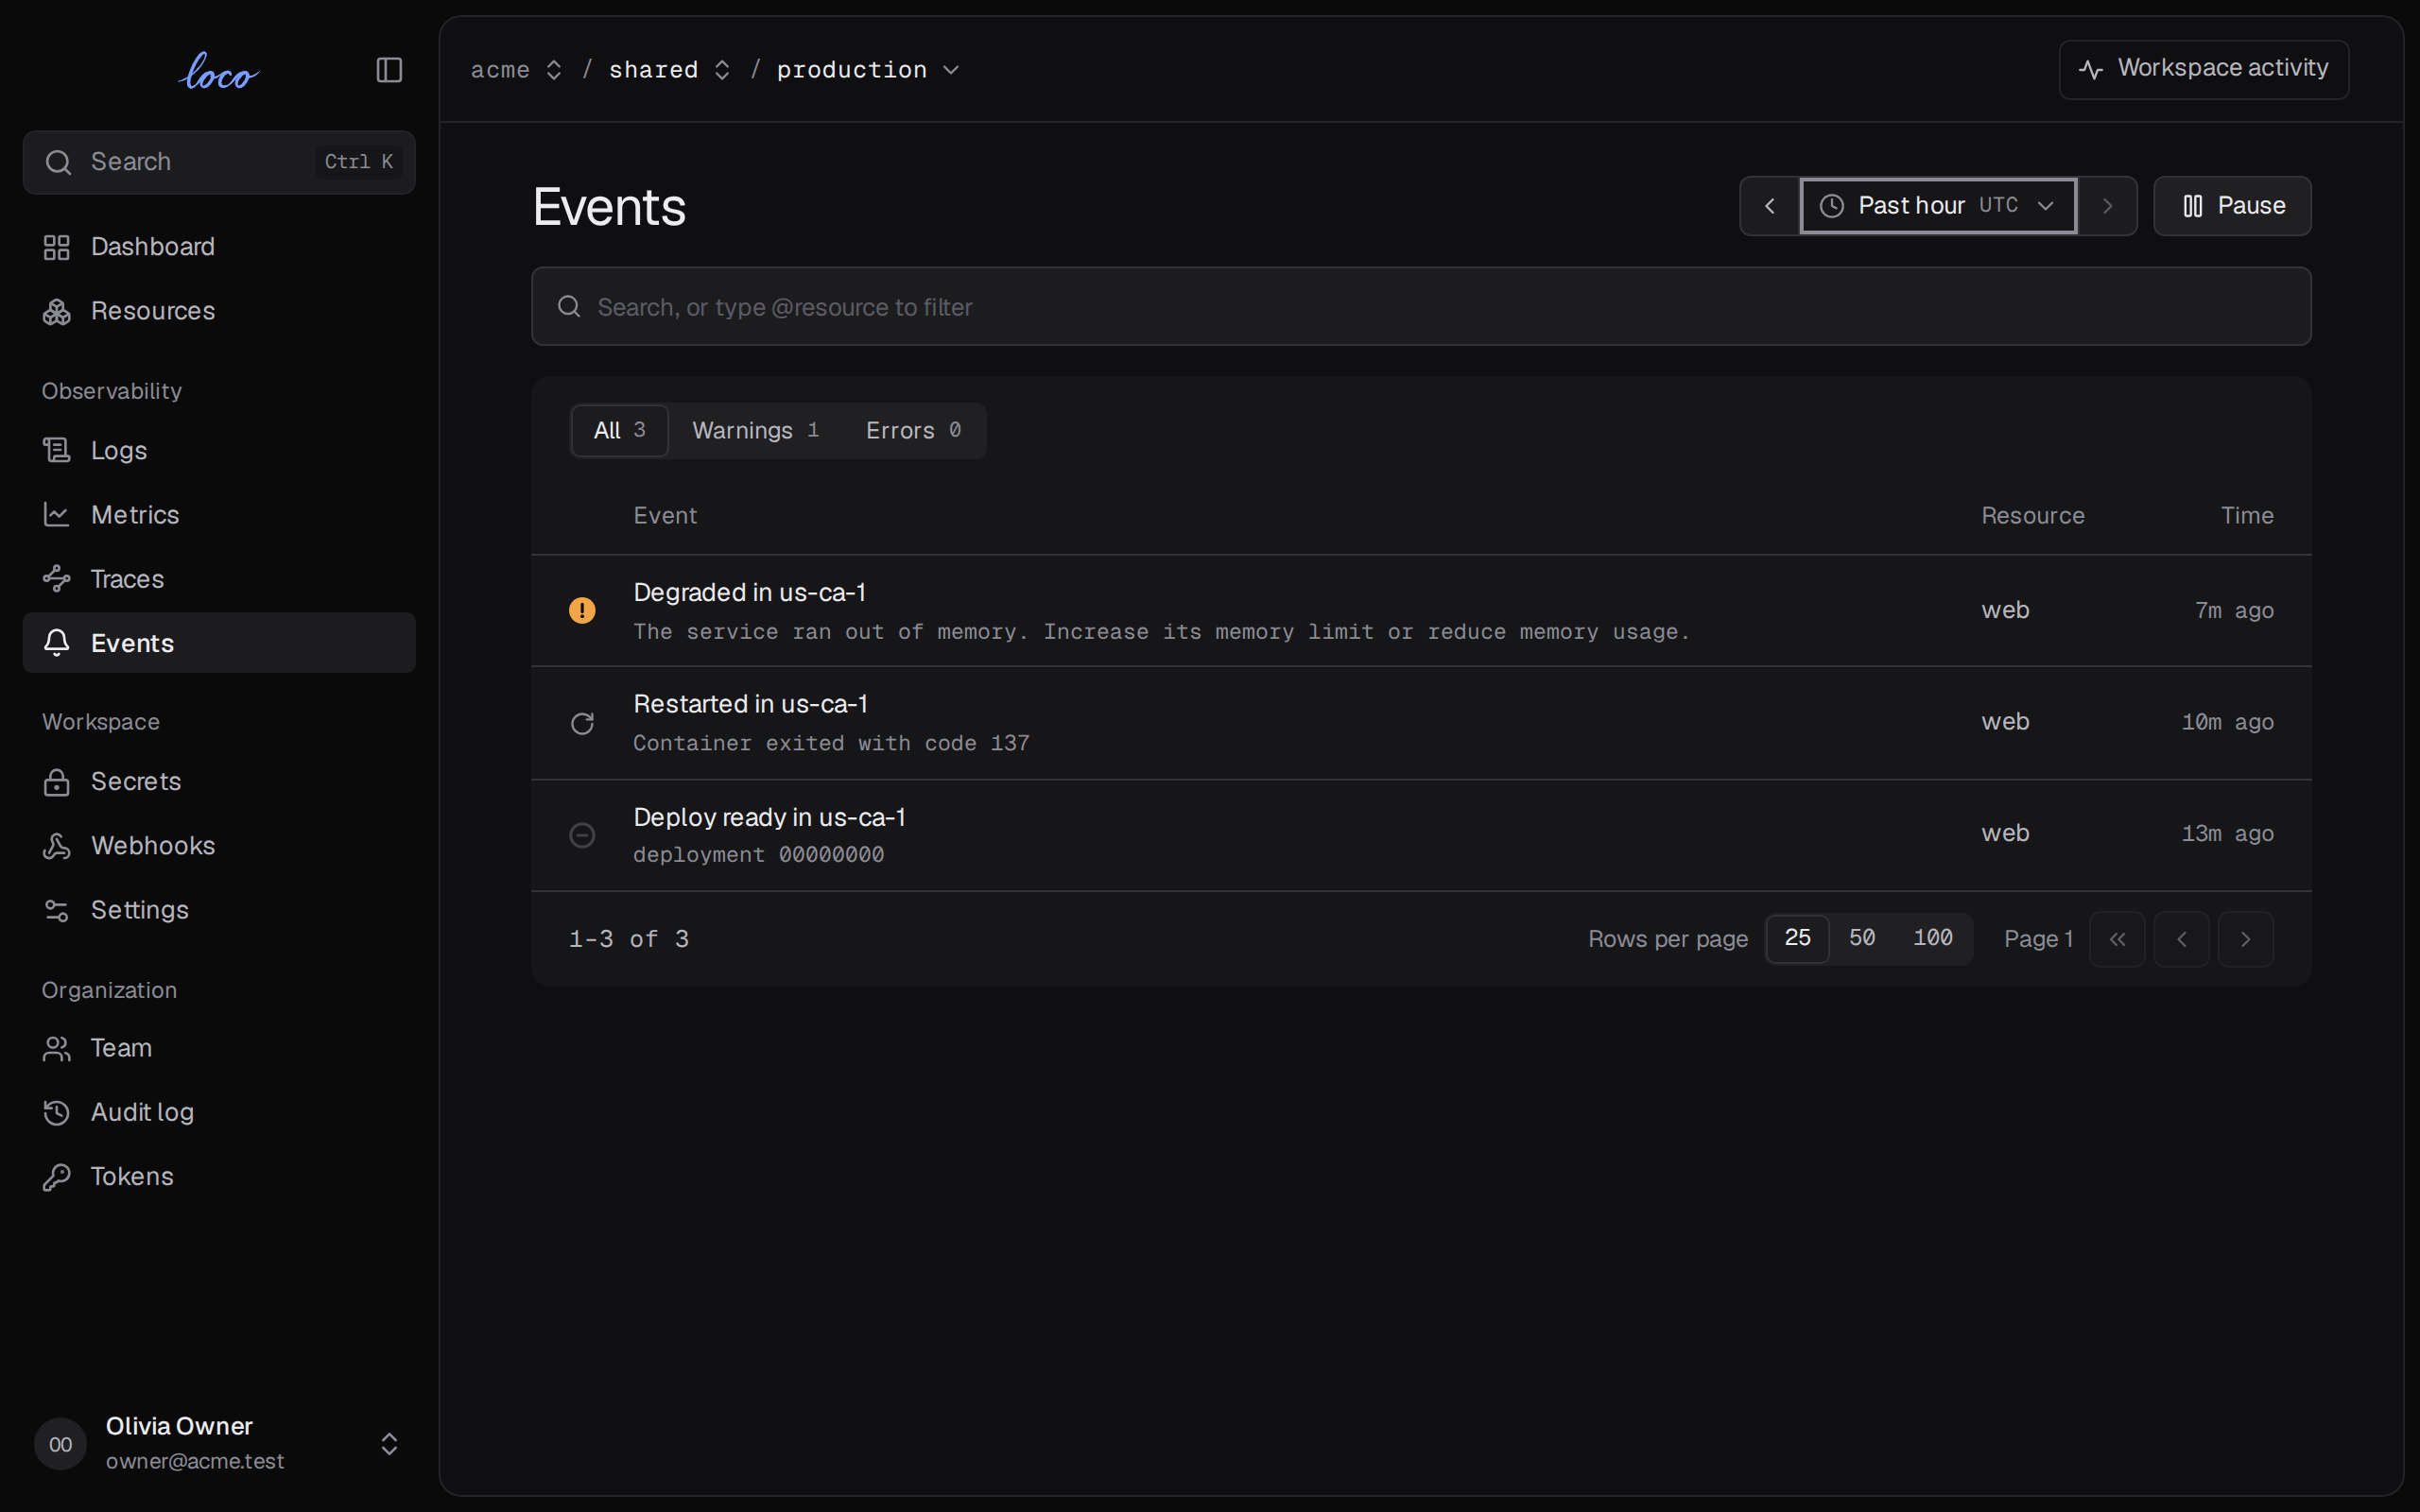 loco
acme / shared / production
Workspace activity
Search Ctrl K
Dashboard
Resources
Observability
Logs
Metrics
Traces
Events
Workspace
Secrets
Webhooks
Settings
Organization
Team
Audit log
Tokens
OO
Olivia Owner
owner@acme.test
Events
Past hour UTC
Pause
Search, or type @resource to filter
All 3 Warnings 1 Errors 0
Event Resource Time
Degraded in us-ca-1
The service ran out of memory. Increase its memory limit or reduce memory usage.
web 7m ago
Restarted in us-ca-1
Container exited with code 137
web 10m ago
Deploy ready in us-ca-1
deployment 00000000
web 13m ago
1-3 of 3
Rows per page 25 50 100 Page 1